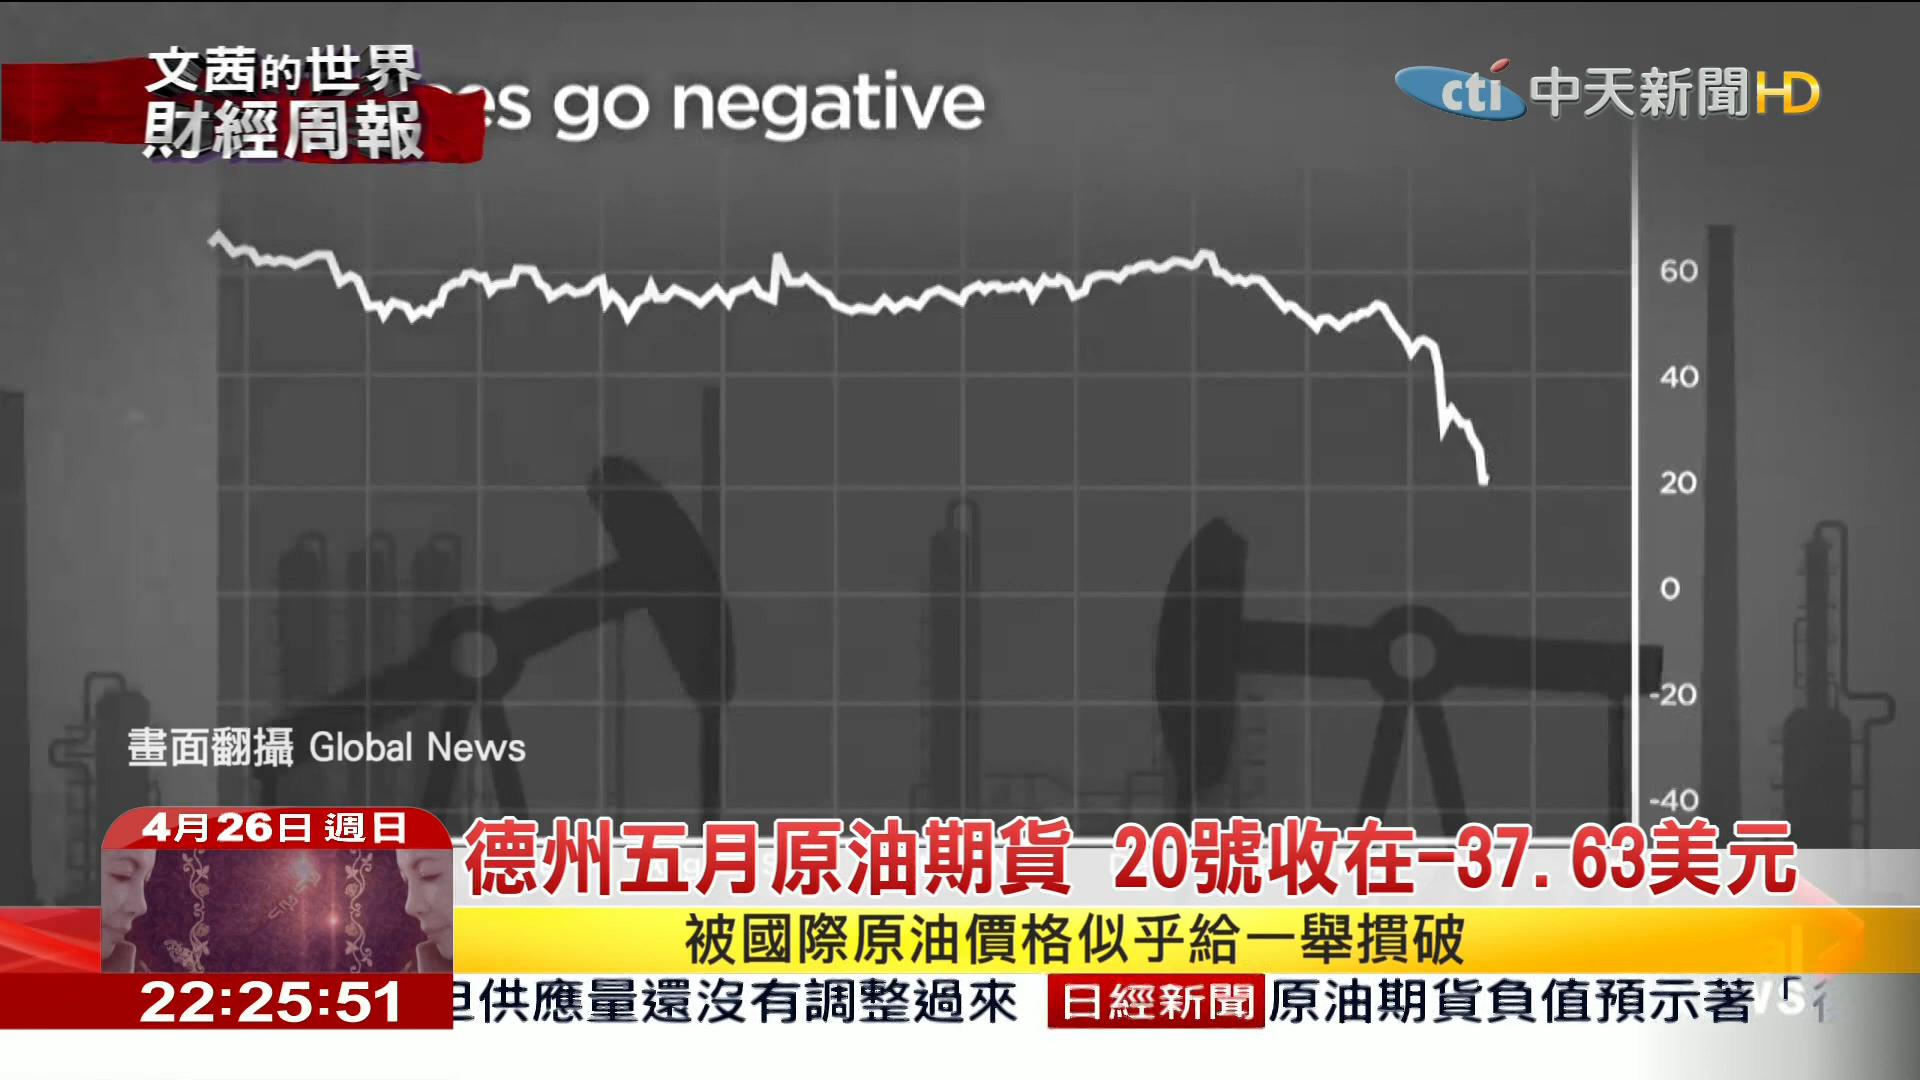 文茜的世界
財經周報
es go negative
cti 中天新聞HD
60
40
20
0
-20
-40
畫面翻攝 Global News
4月26日 週日
德州五月原油期貨 20號收在-37.63美元
被國際原油價格似乎給一舉摜破
22:25:51
但供應量還沒有調整過來 日經新聞 原油期貨負值預示著「